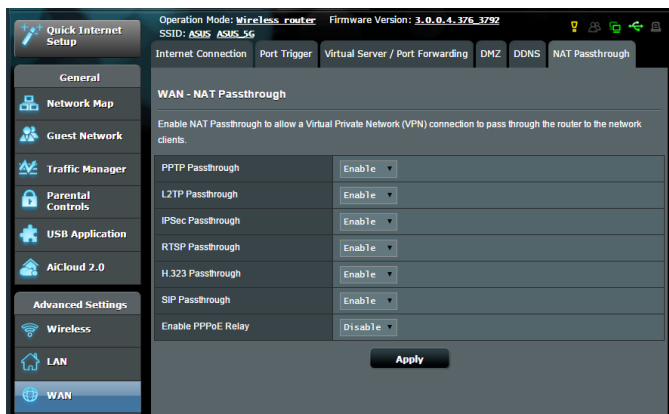 Quick Internet
Setup
General
Network Map
Guest Network
Traffic Manager
Parental
Controls
USB Application
AiCloud 2.0
Advanced Settings
Wireless
LAN
WAN
Operation Mode: Wireless router Firmware Version: 3.0.0.4.376_3792
SSID: ASUS ASUS_5G
Internet Connection Port Trigger Virtual Server / Port Forwarding DMZ DDNS NAT Passthrough
WAN - NAT Passthrough
Enable NAT Passthrough to allow a Virtual Private Network (VPN) connection to pass through the router to the network
clients.
PPTP Passthrough Enable
L2TP Passthrough Enable
IPSec Passthrough Enable
RTSP Passthrough Enable
H.323 Passthrough Enable
SIP Passthrough Enable
Enable PPPoE Relay Disable
Apply